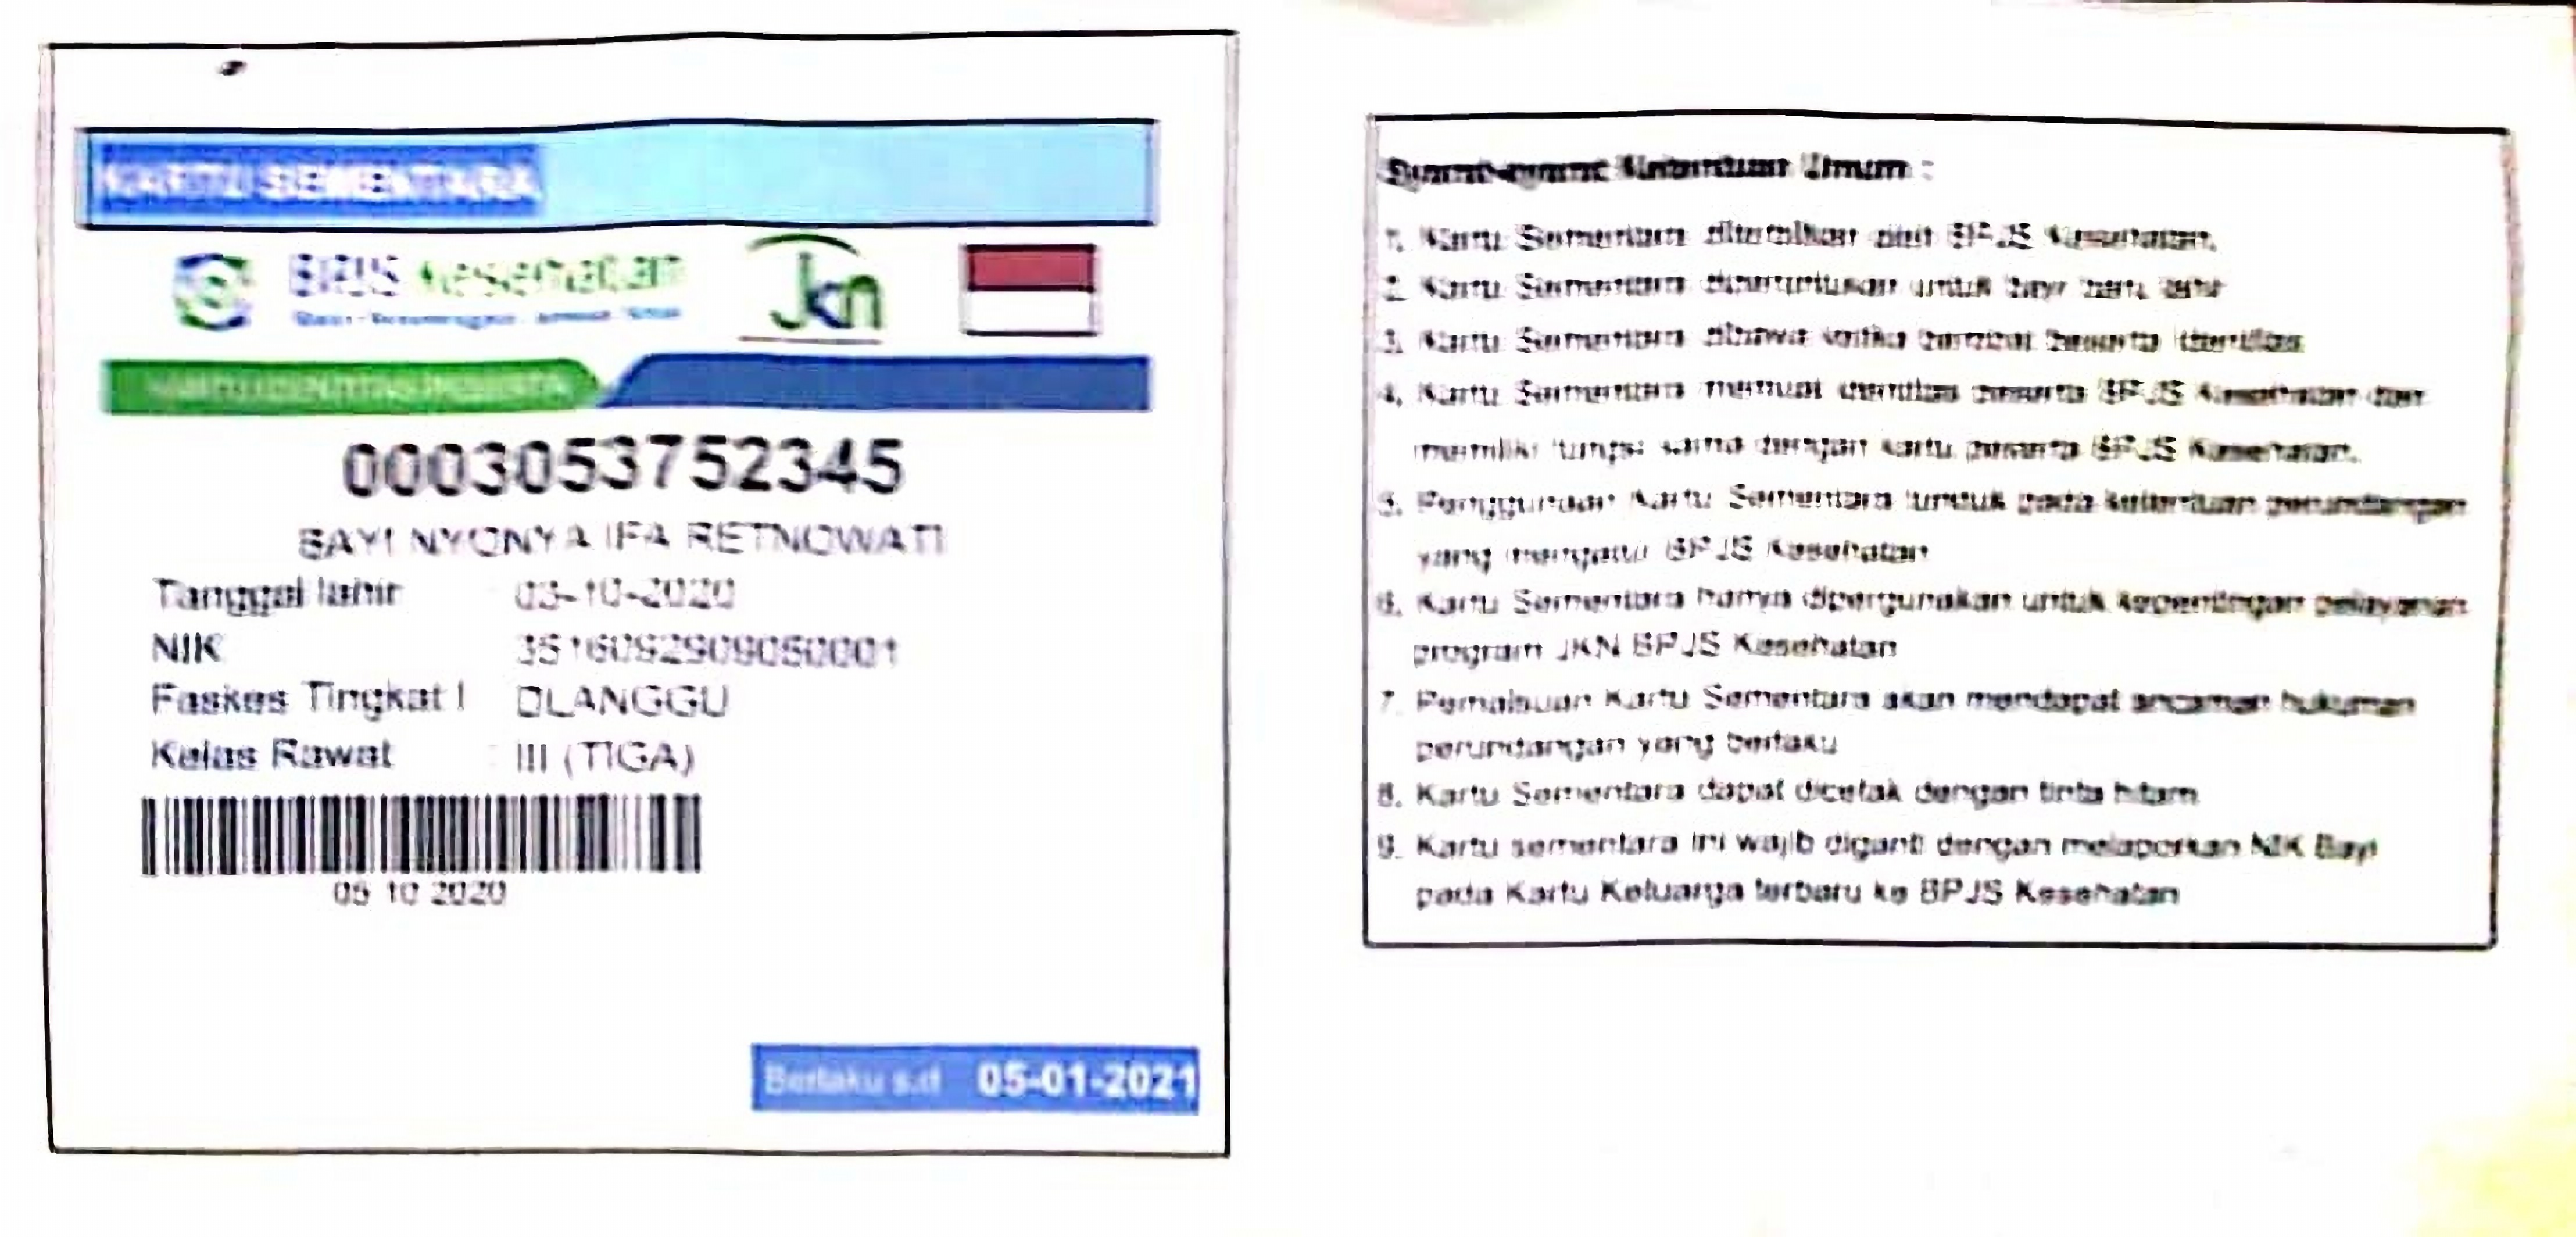 KARTU SEMENTARA
BPJS Kesehatan
jkn
KARTU IDENTITAS PESERTA
0003053752345
BAYI NYONYA IFA RETNOWATI
Tanggal lahir 03-10-2020
NIK
Faskes Tingkat I DLANGGU
Kelas Rawat : III (TIGA)
05 10 2020
Berlaku s.d 05-01-2021
Syarat-syarat Ketentuan Umum :
1. Kartu Sementara diterbitkan oleh BPJS Kesehatan.
2. Kartu Sementara diperuntukan untuk bayi baru lahir
3. Kartu Sementara dibawa ketika berobat beserta identitas
4. Kartu Sementara memuat identitas peserta BPJS Kesehatan dan
memiliki fungsi sama dengan kartu peserta BPJS Kesehatan.
5. Penggunaan Kartu Sementara tunduk pada ketentuan perundangan
yang mengatur BPJS Kesehatan
6. Kartu Sementara hanya dipergunakan untuk kepentingan pelayanan
program JKN BPJS Kesehatan
7. Pemalsuan Kartu Sementara akan mendapat ancaman hukuman
perundangan yang berlaku
8. Kartu Sementara dapat dicetak dengan tinta hitam
9. Kartu sementara ini wajib diganti dengan melaporkan NIK Bayi
pada Kartu Keluarga terbaru ke BPJS Kesehatan